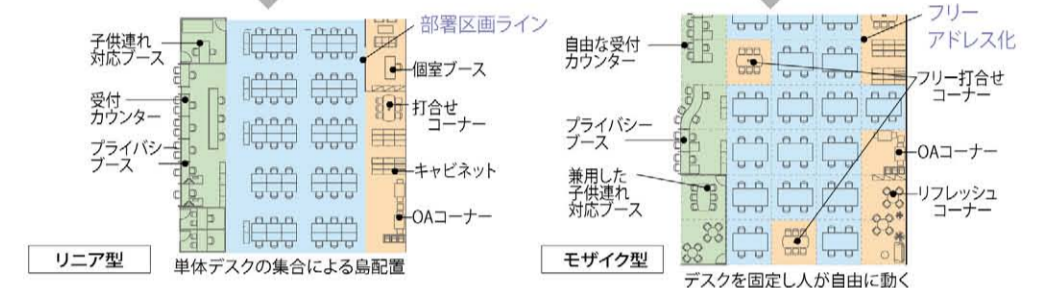 子供連れ
対応ブース
受付
カウンター
プライバシー
ブース
部署区画ライン
個室ブース
打合せ
コーナー
キャビネット
OAコーナー
リニア型
単体デスクの集合による島配置
自由な受付
カウンター
プライバシー
ブース
兼用した
子供連れ
対応ブース
フリー
アドレス化
フリー打合せ
コーナー
OAコーナー
リフレッシュ
コーナー
モザイク型
デスクを固定し人が自由に動く